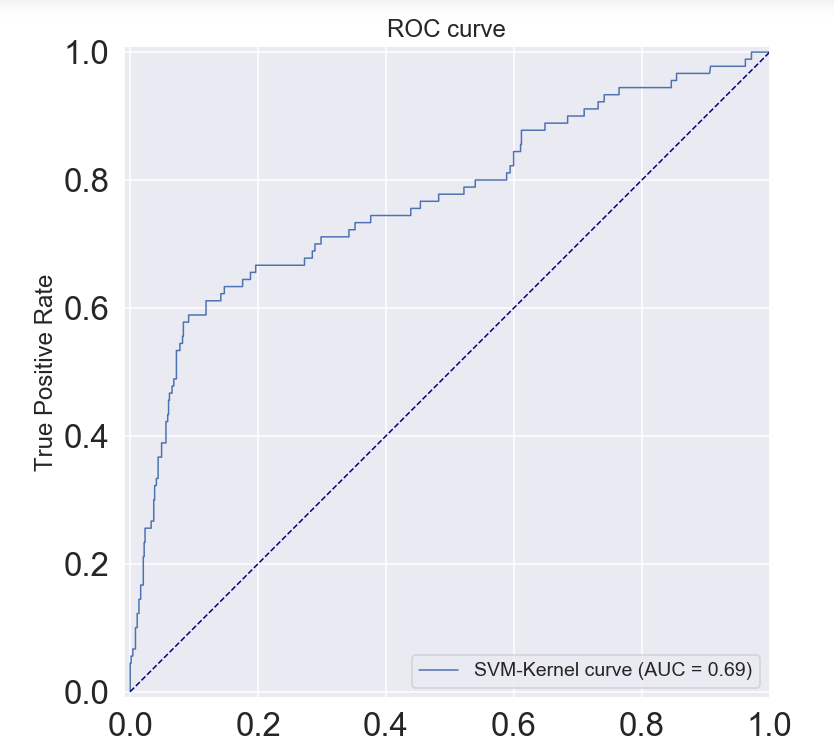 ROC curve
1.0
0.8
0.6
0.4
0.2
0.0
True Positive Rate
SVM-Kernel curve (AUC = 0.69)
0.0 0.2 0.4 0.6 0.8 1.0